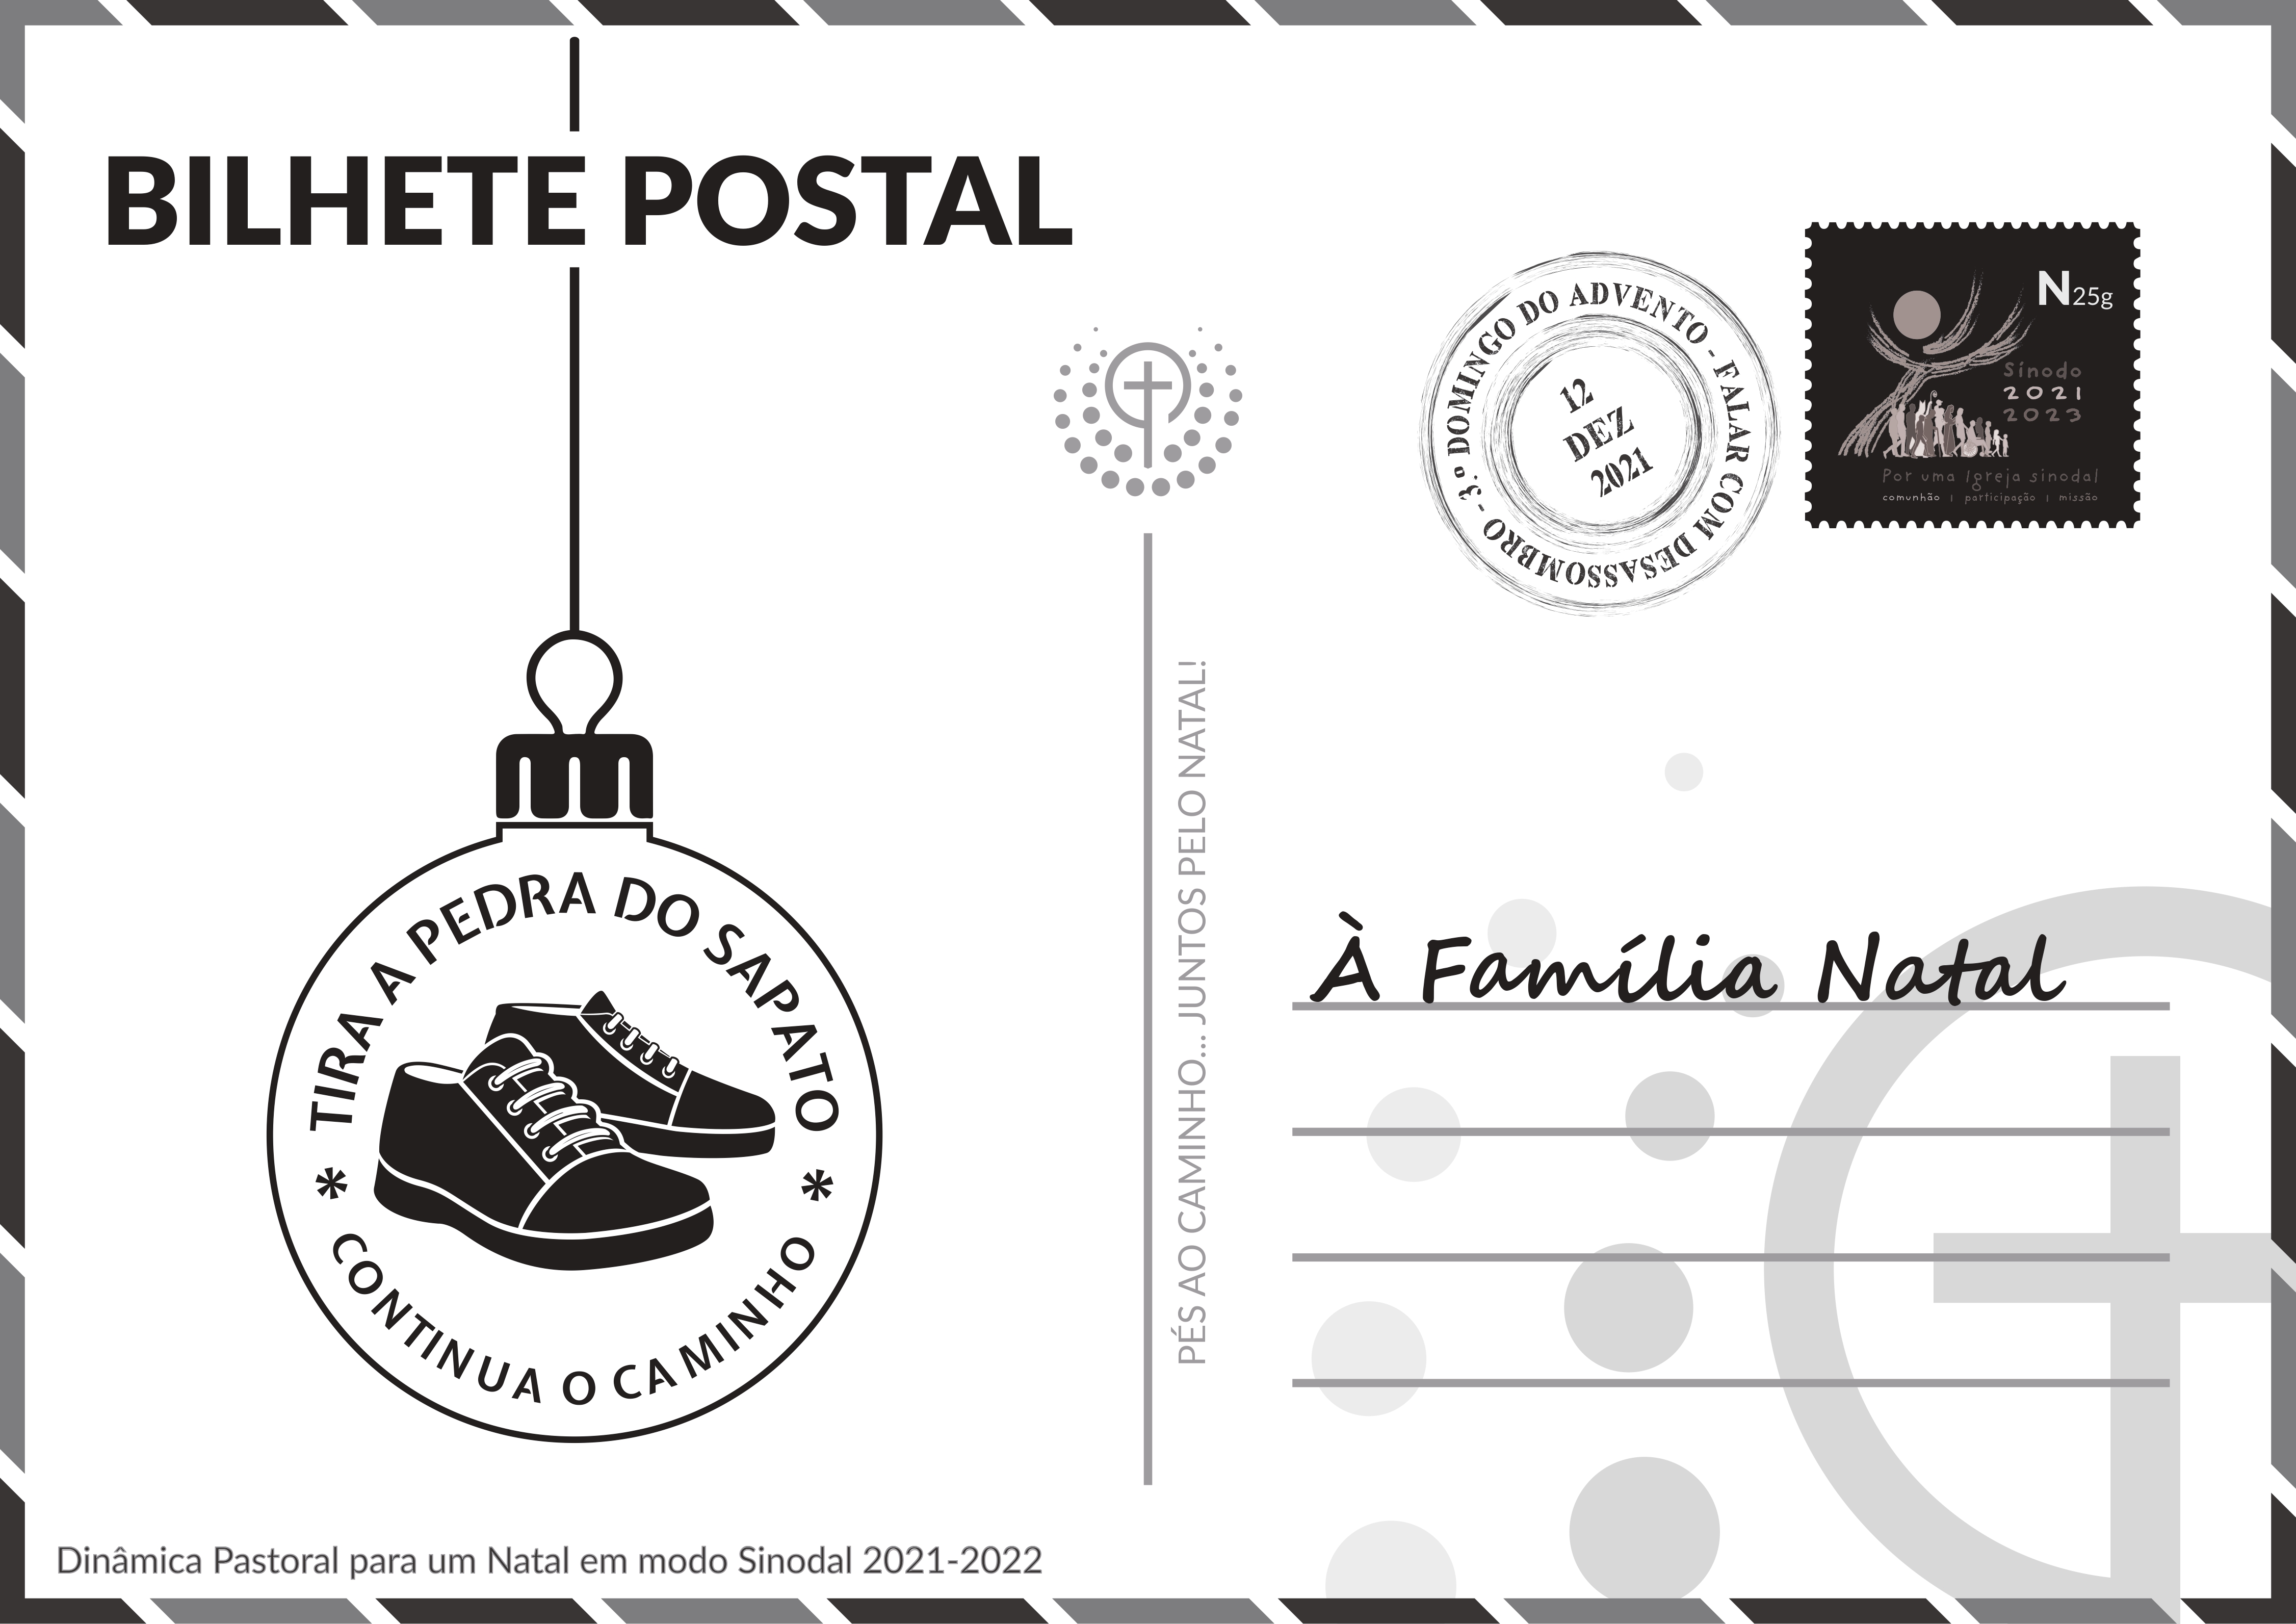 BILHETE POSTAL
TIRA A PEDRA DO SAPATO
* CONTINUA O CAMINHO *
Dinâmica Pastoral para um Natal em modo Sinodal 2021-2022
PÉS AO CAMINHO... JUNTOS PELO NATAL!
3.º DOMINGO DO ADVENTO - FALAR COM DESASSOMBRO -
12
DEZ
2021
N25g
Sínodo
2021
2023
Por uma Igreja sinodal
comunhão | participação | missão
À Família Natal